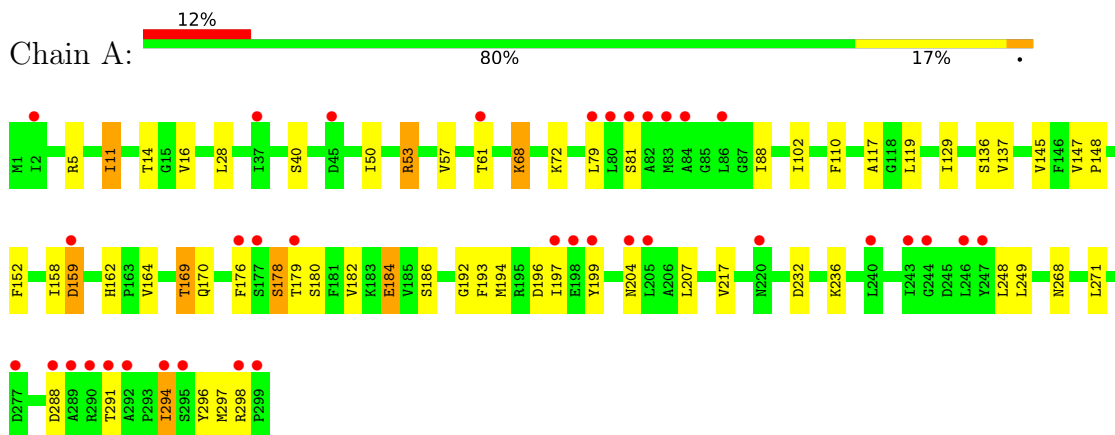 12%
Chain A:
80% 17% •
M1 I2 R5 I11 T14 G15 V16 L28 I37 S40 D45 I50 R53 V57 T61 K68 K72 L79 L80 S81 A82 M83 A84 G85 L86 G87 I88 I102 F110 A117 G118 L119 I129 S136 V137 V145 F146 V147 P148
F152 I158 D159 H162 P163 V164 T169 Q170 F176 S177 S178 T179 S180 F181 V182 K183 E184 V185 S186 G192 F193 M194 R195 D196 I197 E198 Y199 N204 L205 A206 L207 V217 N220 D232 K236 L240 I243 G244 D245 L246 Y247 L248 L249 N268 L271
D277 D288 A289 R290 T291 A292 P293 I294 S295 Y296 M297 R298 P299